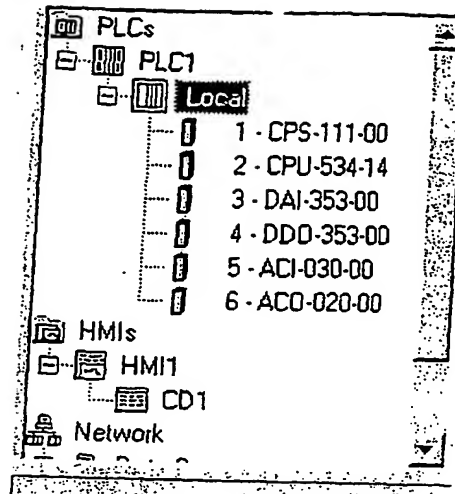 PLCs
PLC1
Local
1 - CPS-111-00
2 - CPU-534-14
3 - DAI-353-00
4 - DDO-353-00
5 - ACI-030-00
6 - ACO-020-00
HMIs
HMI1
CD1
Network